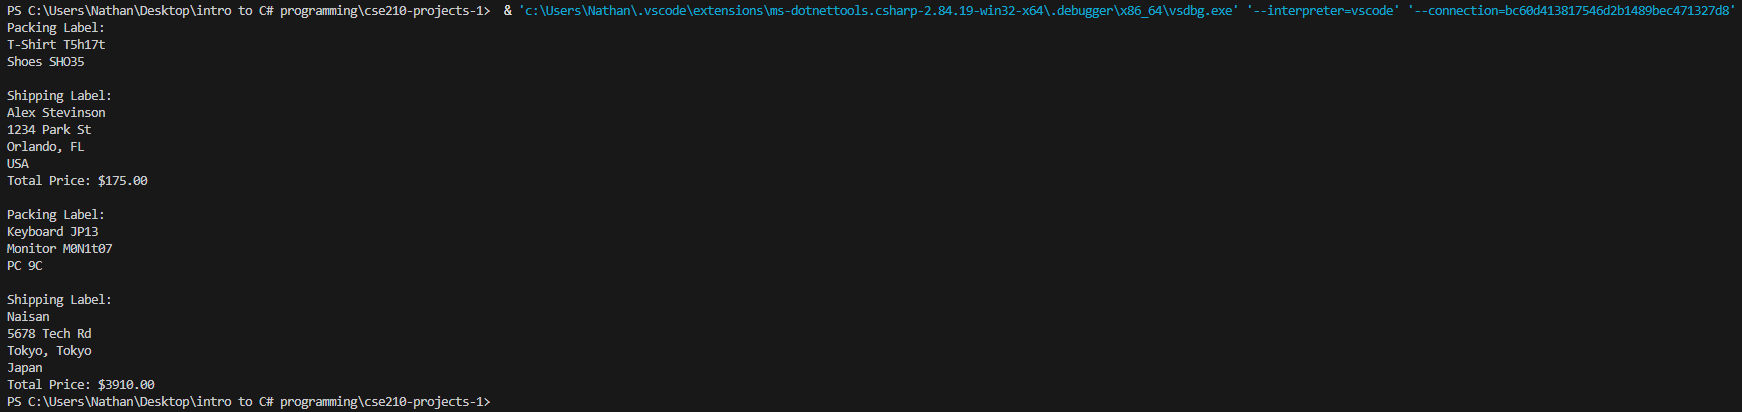 PS C:\Users\Nathan\Desktop\intro to C# programming\cse210-projects-1>  & 'c:\Users\Nathan\.vscode\extensions\ms-dotnettools.csharp-2.84.19-win32-x64\.debugger\x86_64\vsdbg.exe' '--interpreter=vscode' '--connection=bc60d413817546d2b1489bec471327d8'
Packing Label:
T-Shirt T5h17t
Shoes SHO35
Shipping Label:
Alex Stevinson
1234 Park St
Orlando, FL
USA
Total Price: $175.00
Packing Label:
Keyboard JP13
Monitor M0N1t07
PC 9C
Shipping Label:
Naisan
5678 Tech Rd
Tokyo, Tokyo
Japan
Total Price: $3910.00
PS C:\Users\Nathan\Desktop\intro to C# programming\cse210-projects-1>